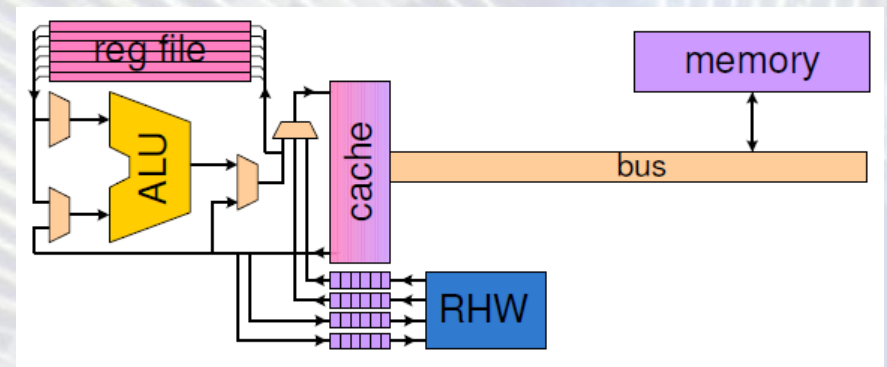 reg file
memory
ALU
cache
bus
RHW